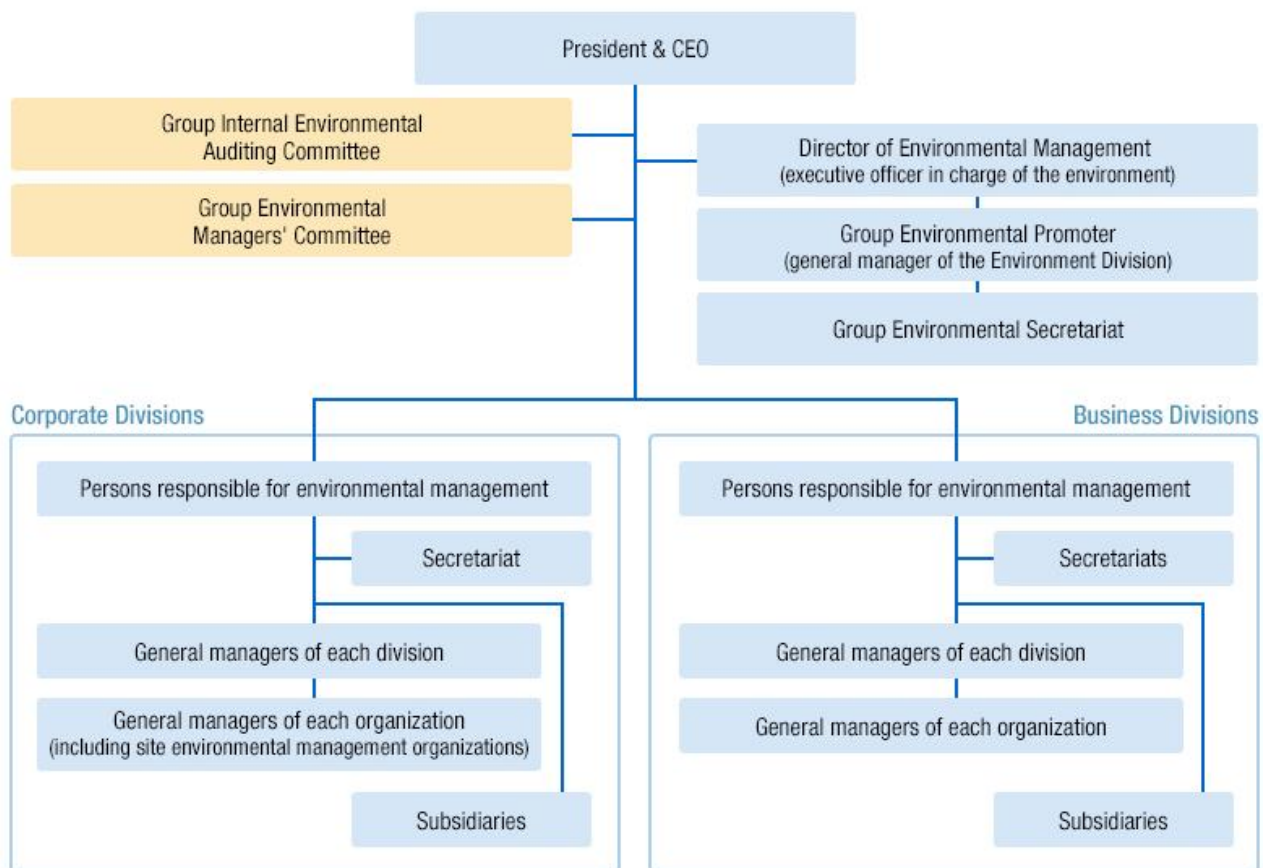 President & CEO
Group Internal Environmental
Auditing Committee
Group Environmental
Managers' Committee
Director of Environmental Management
(executive officer in charge of the environment)
Group Environmental Promoter
(general manager of the Environment Division)
Group Environmental Secretariat
Corporate Divisions
Persons responsible for environmental management
Secretariat
General managers of each division
General managers of each organization
(including site environmental management organizations)
Subsidiaries
Business Divisions
Persons responsible for environmental management
Secretariats
General managers of each division
General managers of each organization
Subsidiaries